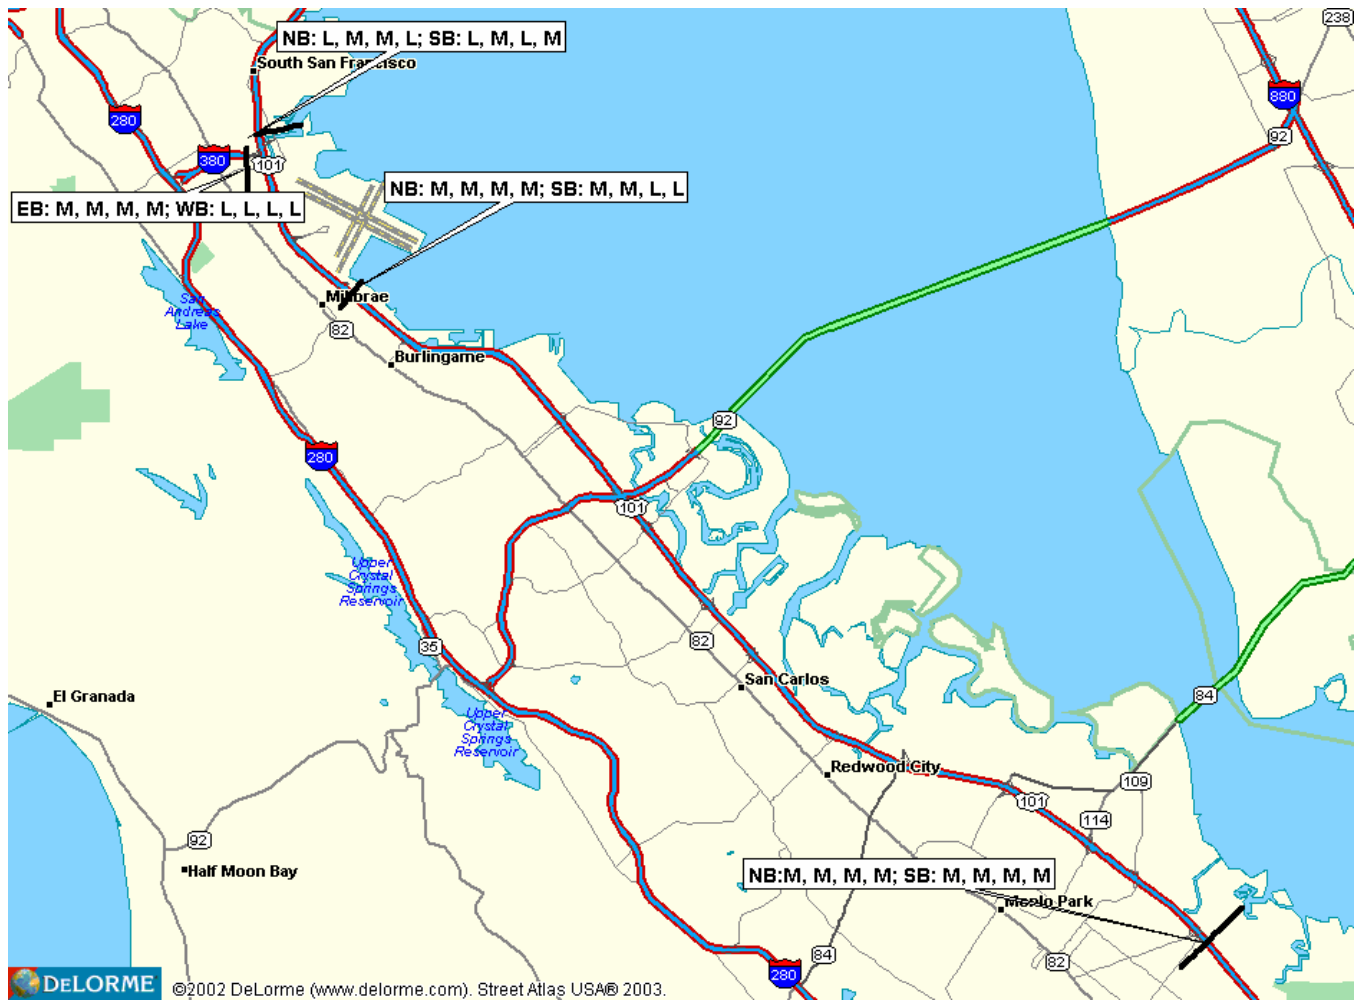 238
NB: L, M, M, L; SB: L, M, L, M
South San Francisco
280
880
92
380
101
NB: M, M, M, M; SB: M, M, L, L
EB: M, M, M, M; WB: L, L, L, L
San
Andreas
Lake
Millbrae
82
Burlingame
92
280
101
Upper
Crystal
Springs
Reservoir
35
82
San Carlos
El Granada
84
Upper
Crystal
Springs
Reservoir
Redwood City
109
101
114
92
Half Moon Bay
NB:M, M, M, M; SB: M, M, M, M
Menlo Park
84
82
280
DELORME
©2002 DeLorme (www.delorme.com). Street Atlas USA® 2003.